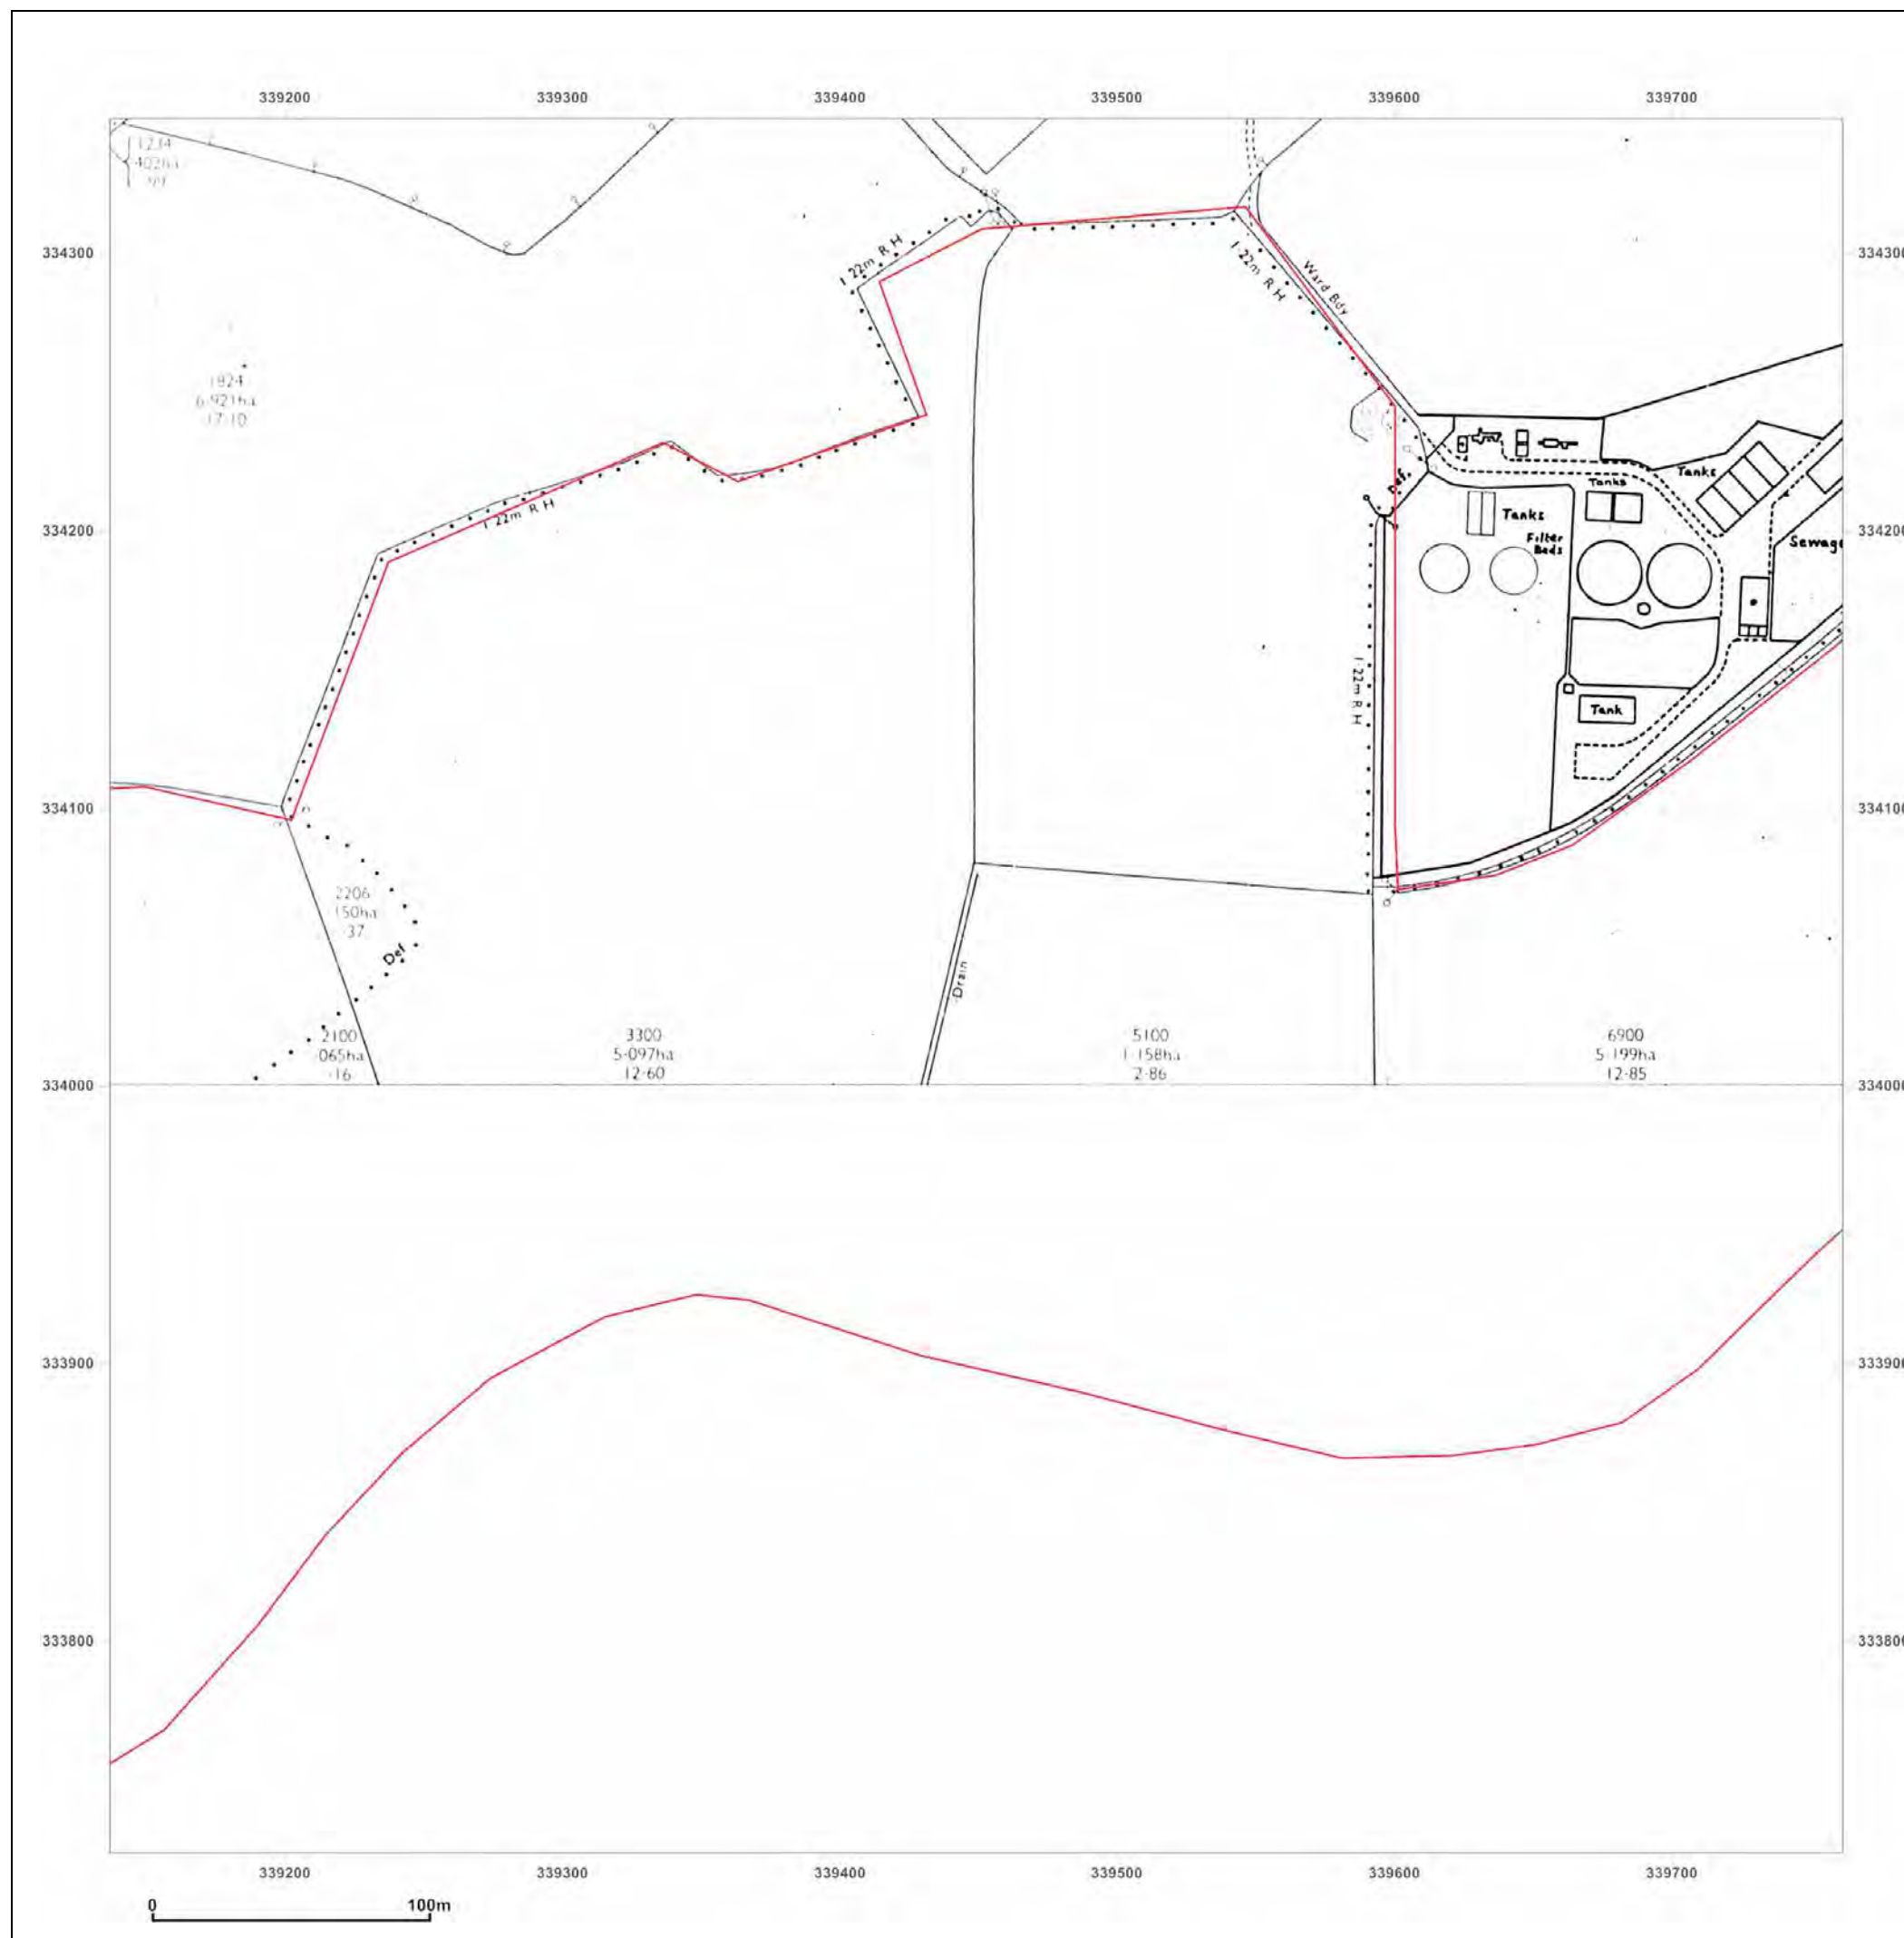 339200 339300 339400 339500 339600 339700
334300 334300
334200 334200
334100 334100
334000 334000
333900 333900
333800 333800
1234
·402ha
1824
6·921ha
17·10
1·22m R H
1·22m R H
Ward Bdy
1·22m R H
Def
Tanks
Tanks
Tanks
Filter
Beds
Sewage
1·22m R H
Tank
2206
·150ha
·37
Def
Drain
2100
·065ha
·16
3300
5·097ha
12·60
5100
1·158ha
2·86
6900
5·199ha
12·85
339200 339300 339400 339500 339600 339700
0 100m